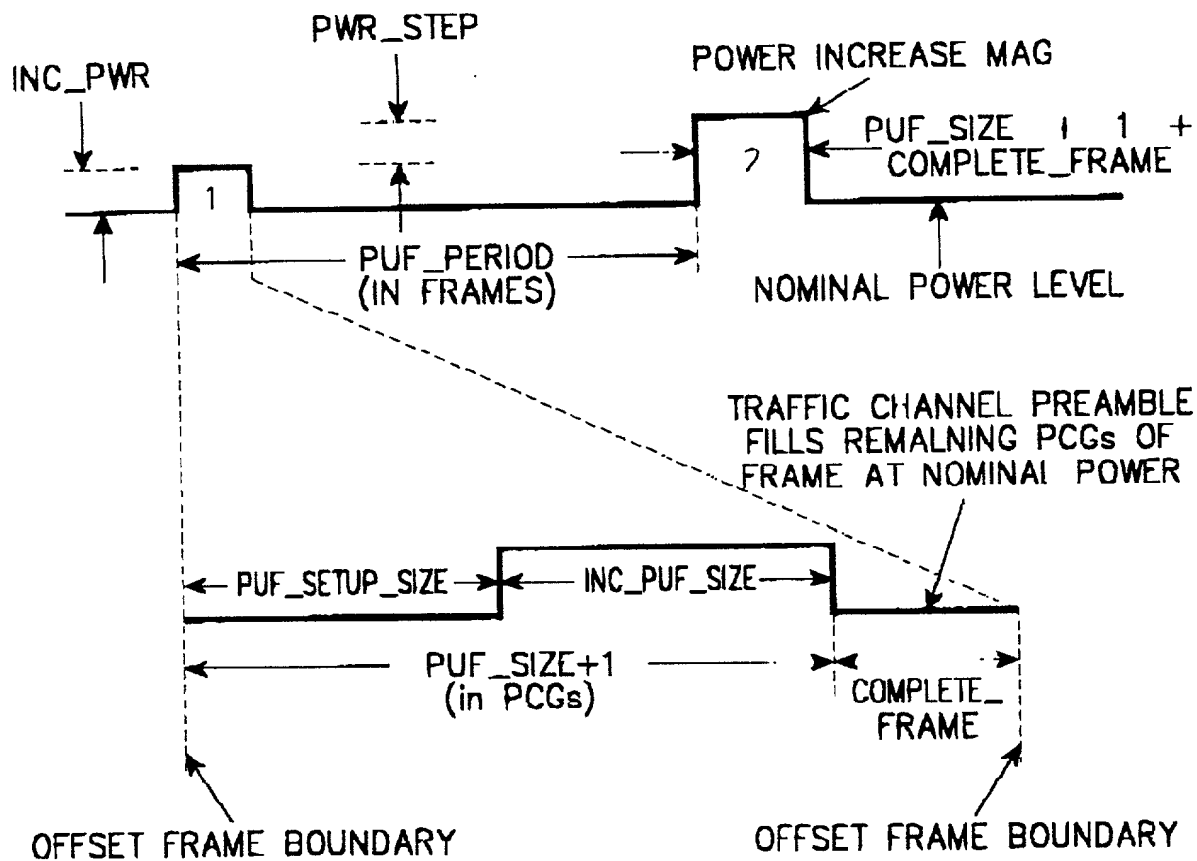 PWR_STEP
INC_PWR
POWER INCREASE MAG
PUF_SIZE + 1 +
COMPLETE_FRAME
1
2
PUF_PERIOD
(IN FRAMES)
NOMINAL POWER LEVEL
TRAFFIC CHANNEL PREAMBLE
FILLS REMALNING PCGs OF
FRAME AT NOMINAL POWER
PUF_SETUP_SIZE
INC_PUF_SIZE
PUF_SIZE+1
(in PCGs)
COMPLETE_
FRAME
OFFSET FRAME BOUNDARY
OFFSET FRAME BOUNDARY